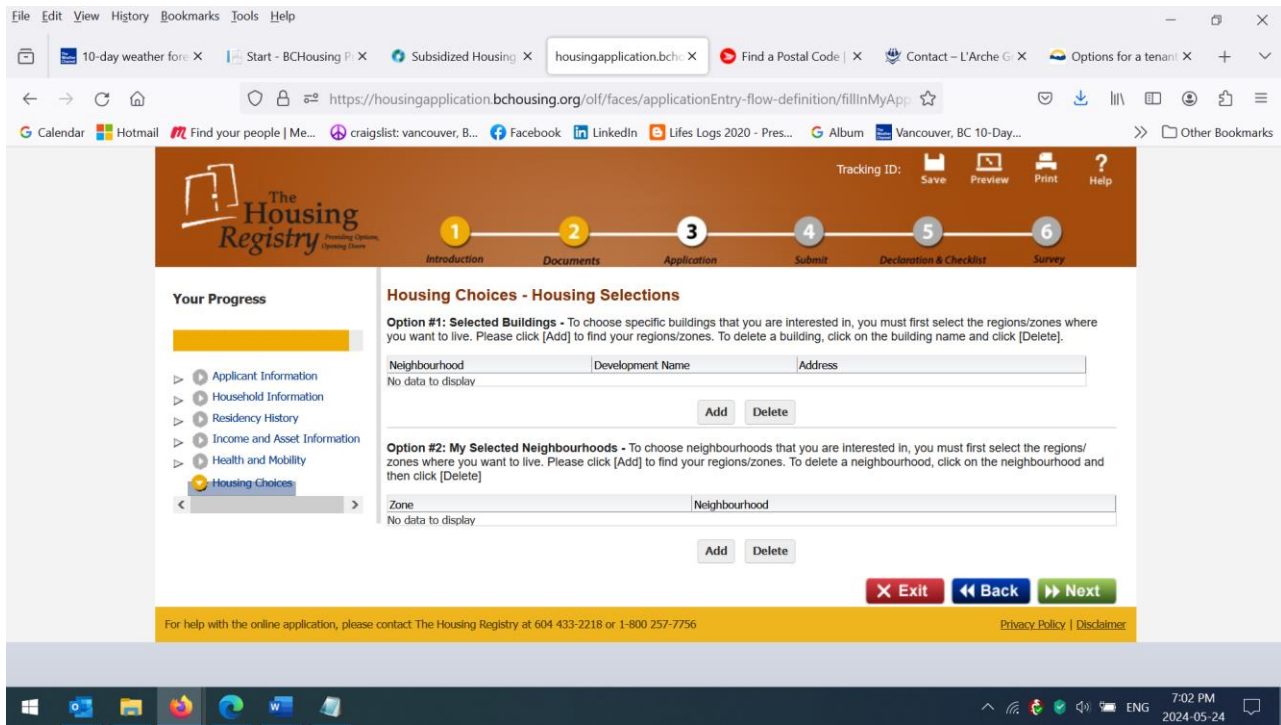 File Edit View History Bookmarks Tools Help
10-day weather fore Start - BCHousing P Subsidized Housing housingapplication.bcho Find a Postal Code | Contact – L'Arche G Options for a tenant
https://housingapplication.bchousing.org/olf/faces/applicationEntry-flow-definition/fillInMyApp
Calendar Hotmail Find your people | Me... craigslist: vancouver, B... Facebook LinkedIn Lifes Logs 2020 - Pres... Album Vancouver, BC 10-Day... Other Bookmarks
Tracking ID: Save Preview Print Help
The
Housing
Registry Providing Options, Opening Doors
1 2 3 4 5 6
Introduction Documents Application Submit Declaration & Checklist Survey
Your Progress
Applicant Information
Household Information
Residency History
Income and Asset Information
Health and Mobility
Housing Choices
Housing Choices - Housing Selections
Option #1: Selected Buildings - To choose specific buildings that you are interested in, you must first select the regions/zones where
you want to live. Please click [Add] to find your regions/zones. To delete a building, click on the building name and click [Delete].
Neighbourhood Development Name Address
No data to display
Add Delete
Option #2: My Selected Neighbourhoods - To choose neighbourhoods that you are interested in, you must first select the regions/
zones where you want to live. Please click [Add] to find your regions/zones. To delete a neighbourhood, click on the neighbourhood and
then click [Delete]
Zone Neighbourhood
No data to display
Add Delete
Exit Back Next
For help with the online application, please contact The Housing Registry at 604 433-2218 or 1-800 257-7756 Privacy Policy | Disclaimer
ENG 7:02 PM
2024-05-24